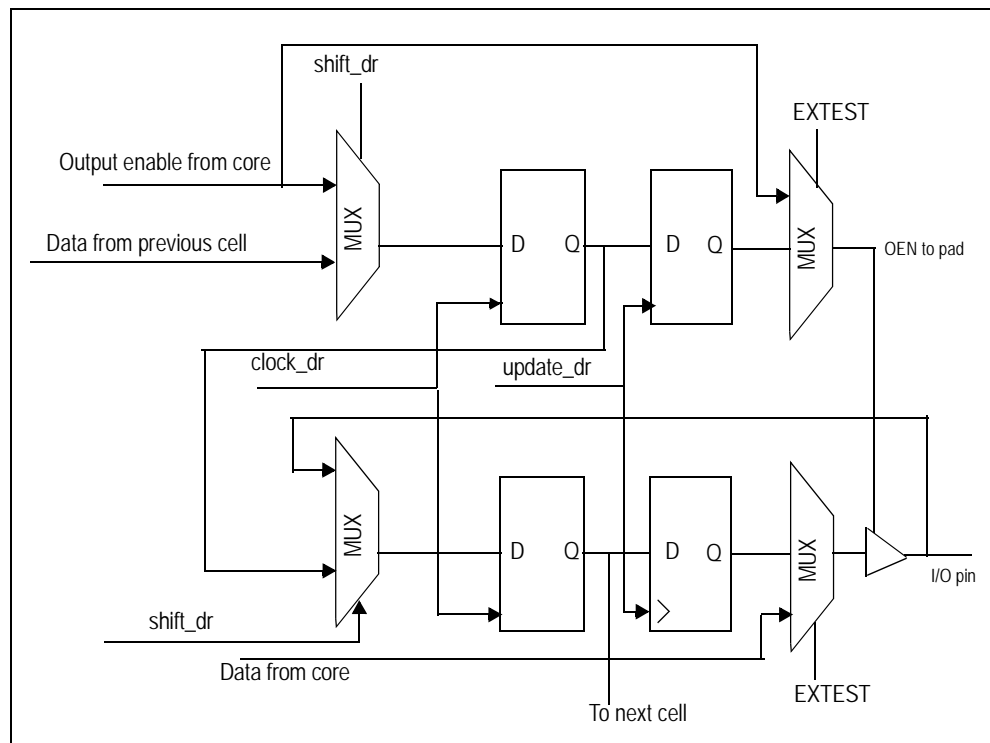 shift_dr
EXTEST
Output enable from core
MUX
D
Q
D
Q
MUX
Data from previous cell
OEN to pad
clock_dr
update_dr
MUX
D
Q
D
Q
MUX
I/O pin
shift_dr
Data from core
EXTEST
To next cell